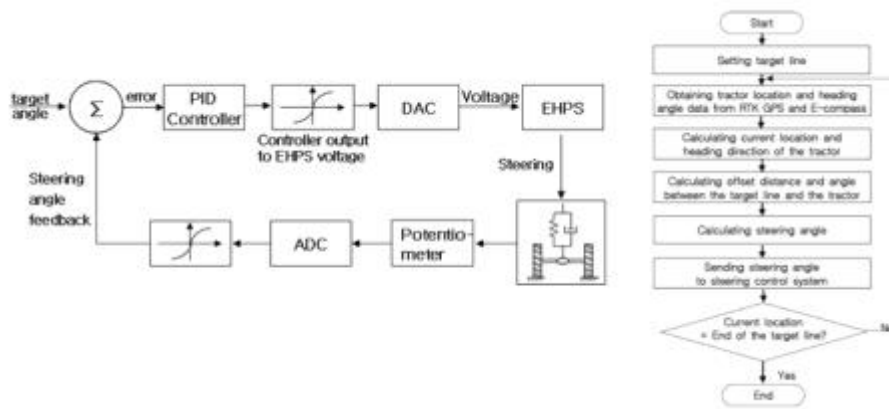 target
angle
Σ
error
PID
Controller
Controller output
to EHPS voltage
DAC
Voltage
EHPS
Steering
Steering
angle
feedback
ADC
Potentio-
meter
Start
Setting target line
Obtaining tractor location and heading
angle data from RTK GPS and E-compass
Calculating current location and
heading direction of the tractor
Calculating offset distance and angle
between the target line and the tractor
Calculating steering angle
Sending steering angle
to steering control system
Current location
= End of the target line?
N
Yes
End